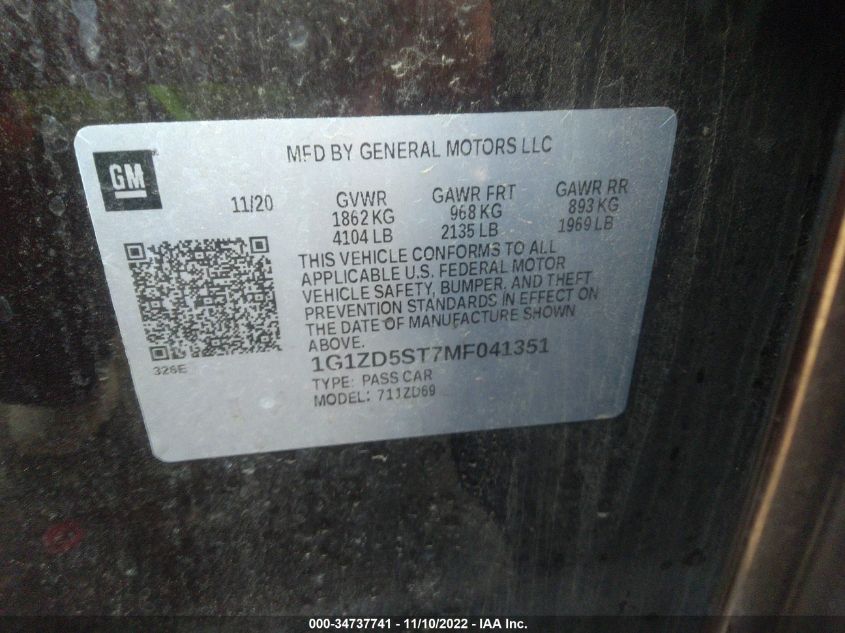 MFD BY GENERAL MOTORS LLC
GM
11/20
GVWR
1862 KG
4104 LB
GAWR FRT
968 KG
2135 LB
GAWR RR
893 KG
1969 LB
THIS VEHICLE CONFORMS TO ALL
APPLICABLE U.S. FEDERAL MOTOR
VEHICLE SAFETY, BUMPER, AND THEFT
PREVENTION STANDARDS IN EFFECT ON
THE DATE OF MANUFACTURE SHOWN
ABOVE.
326E
1G1ZD5ST7MF041351
TYPE: PASS CAR
MODEL: 711ZD69
000-34737741 - 11/10/2022 - IAA Inc.